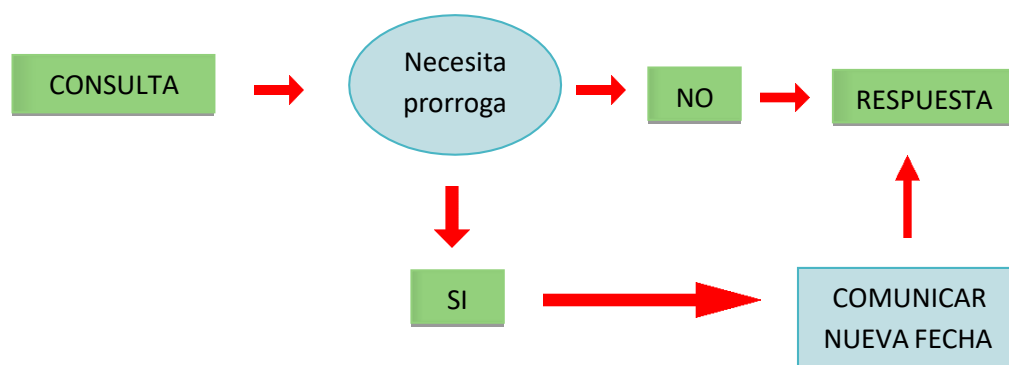 CONSULTA
Necesita
prorroga
NO
RESPUESTA
SI
COMUNICAR
NUEVA FECHA